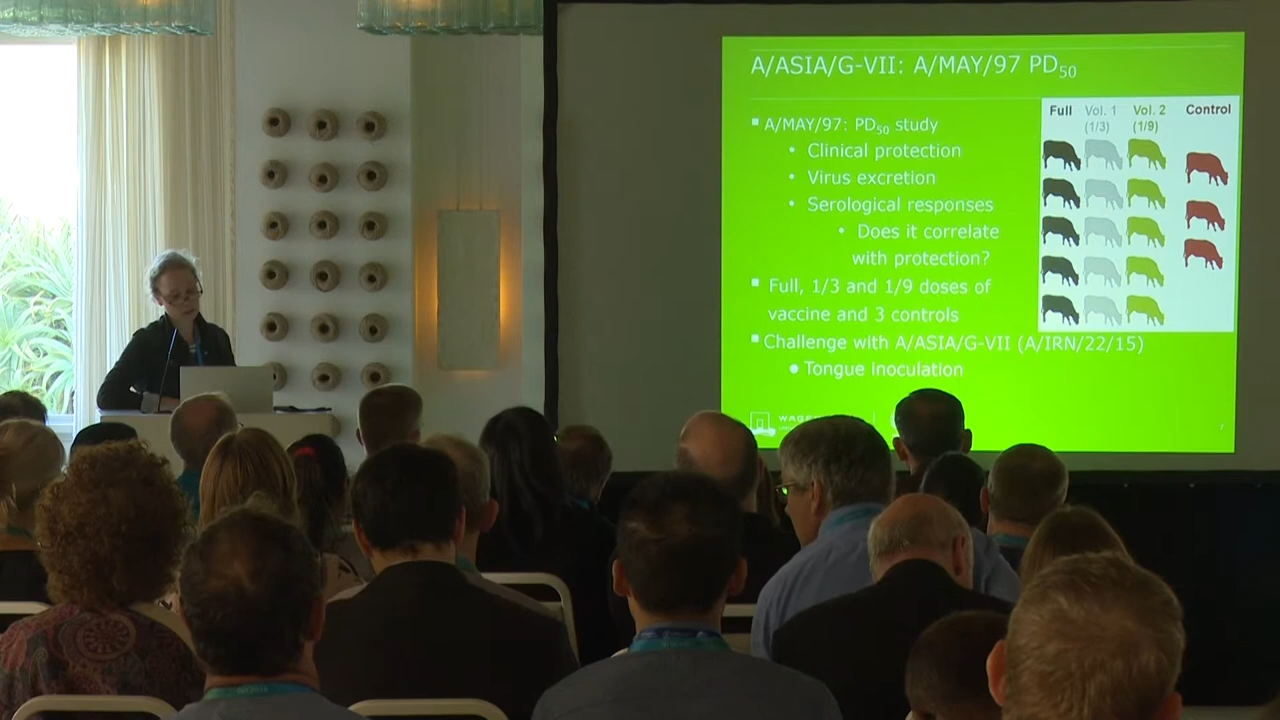 A/ASIA/G-VII: A/MAY/97 PD50
A/MAY/97: PD50 study
Clinical protection
Virus excretion
Serological responses
Does it correlate
with protection?
Full, 1/3 and 1/9 doses of
vaccine and 3 controls
Challenge with A/ASIA/G-VII (A/IRN/22/15)
Tongue inoculation
Full Vol. 1 Vol. 2 Control
(1/3) (1/9)
7